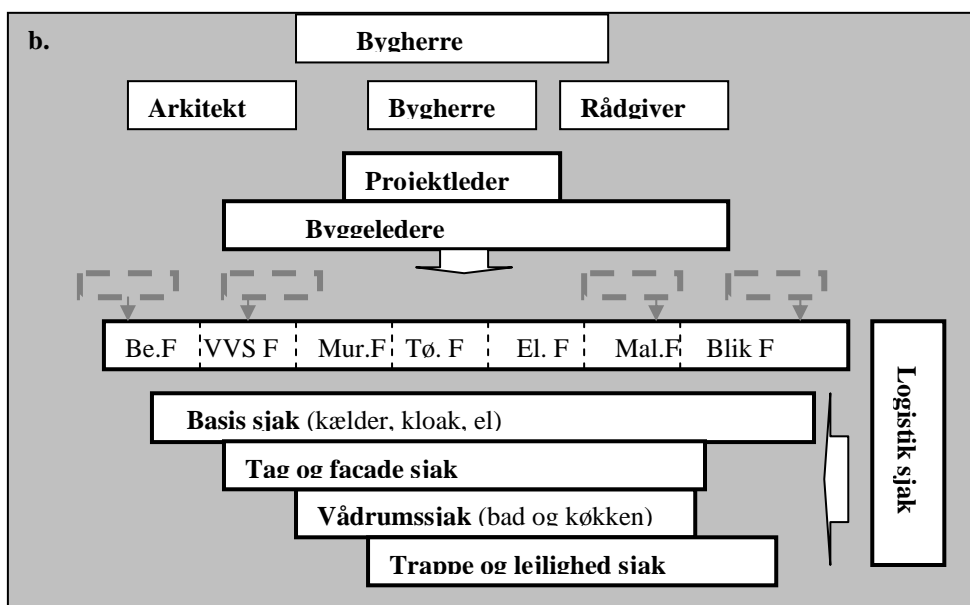 b.
Bygherre
Arkitekt
Bygherre
Rådgiver
Projektleder
Byggeledere
Be.F
VVS F
Mur.F
Tø. F
El. F
Mal.F
Blik F
Logistik sjak
Basis sjak (kælder, kloak, el)
Tag og facade sjak
Vådrumssjak (bad og køkken)
Trappe og lejlighed sjak